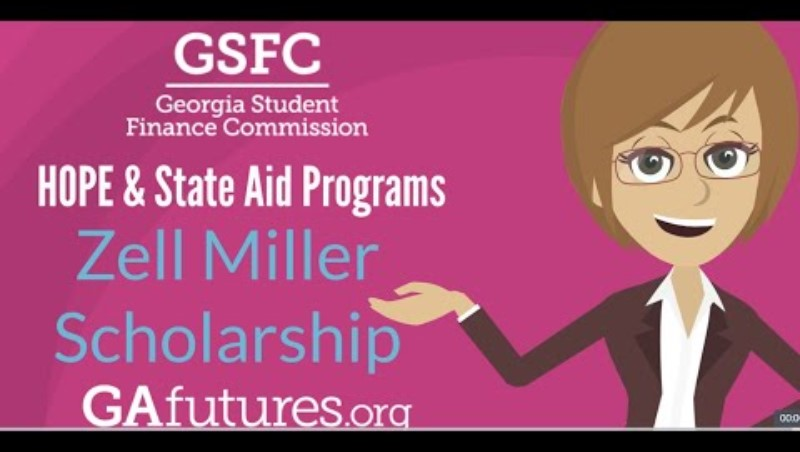 GSFC
Georgia Student
Finance Commission
HOPE & State Aid Programs
Zell Miller
Scholarship
GAfutures.org